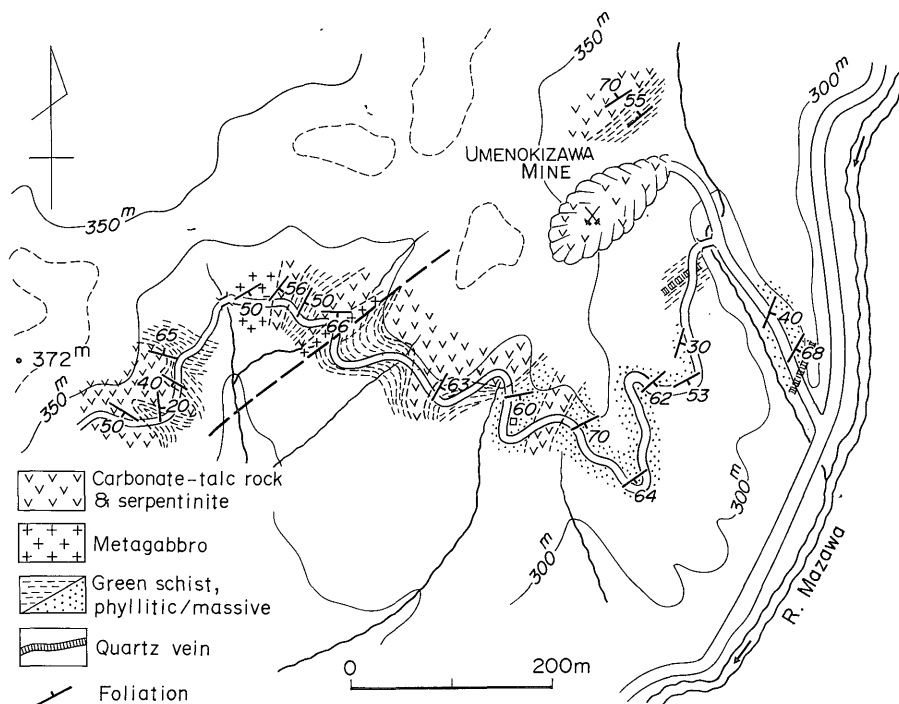 350m
300m
70
55
UMENOKIZAWA
MINE
350m
56
50
50
66
40
68
30
65
372m
40
20
50
350m
63
60
62
53
70
64
300m
300m
R. Mazawa
Carbonate-talc rock
& serpentinite
Metagabbro
Green schist,
phyllitic/massive
Quartz vein
Foliation
0 200m